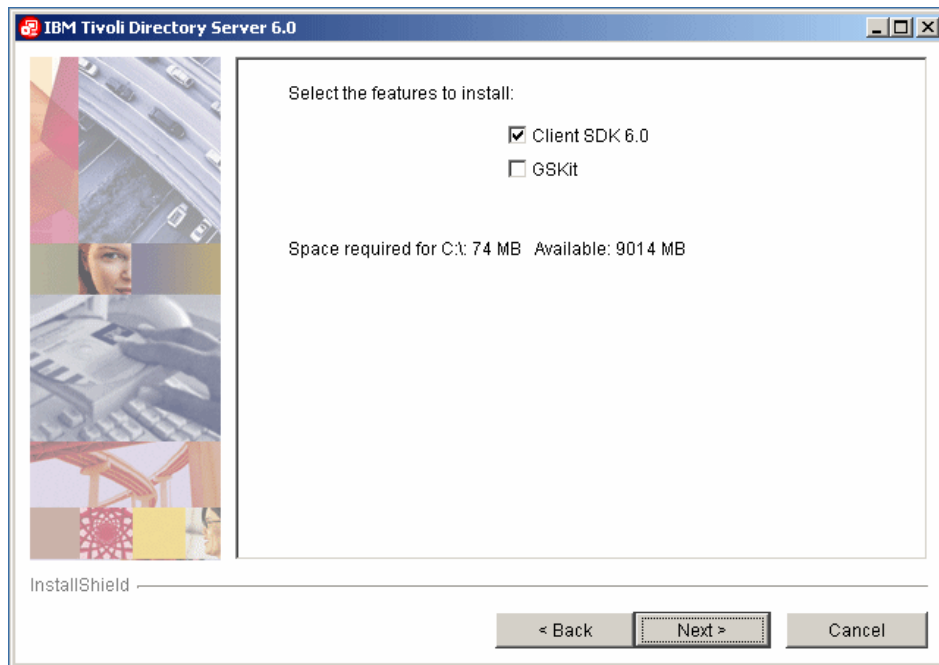 IBM Tivoli Directory Server 6.0
Select the features to install:
Client SDK 6.0
GSKit
Space required for C:\: 74 MB Available: 9014 MB
InstallShield
< Back
Next >
Cancel